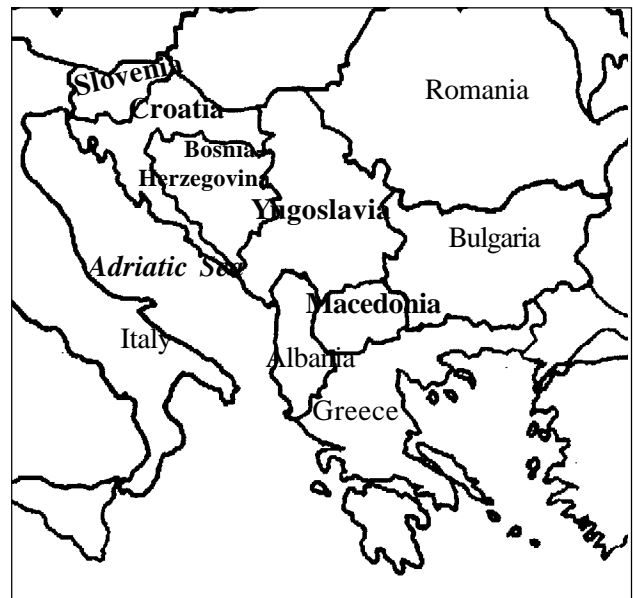 Slovenia
Romania
Croatia
Bosnia
Herzegovina
Yugoslavia
Bulgaria
Adriatic Sea
Macedonia
Italy
Albania
Greece